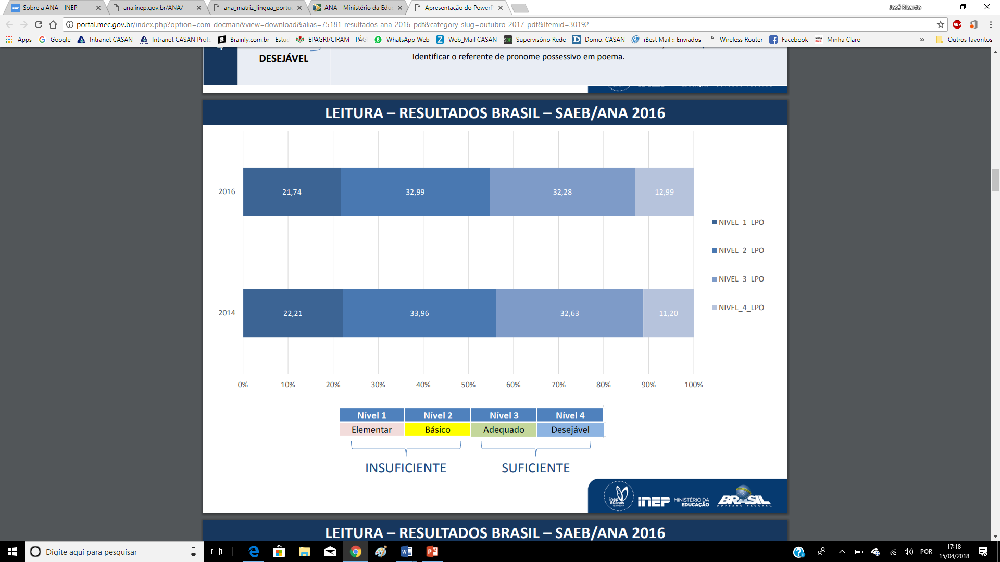 Sobre a ANA - INEP
ana.inep.gov.br/ANA/
ana_matriz_lingua_portu
ANA - Ministério da Educ
Apresentação do PowerP
José Ricardo
portal.mec.gov.br/index.php?option=com_docman&view=download&alias=75181-resultados-ana-2016-pdf&category_slug=outubro-2017-pdf&Itemid=30192
ABP
Apps
Google
Intranet CASAN
Intranet CASAN Proto
Brainly.com.br - Estuc
EPAGRI/CIRAM - PÁG
WhatsApp Web
Web_Mail CASAN
Supervisório Rede
Domo. CASAN
iBest Mail :: Enviados
Wireless Router
Facebook
Minha Claro
Outros favoritos
4
DESEJÁVEL
Identificar o referente de pronome possessivo em poema.
LEITURA – RESULTADOS BRASIL – SAEB/ANA 2016
2016
21,74
32,99
32,28
12,99
NIVEL_1_LPO
NIVEL_2_LPO
NIVEL_3_LPO
NIVEL_4_LPO
2014
22,21
33,96
32,63
11,20
0% 10% 20% 30% 40% 50% 60% 70% 80% 90% 100%
Nível 1 Nível 2 Nível 3 Nível 4
Elementar Básico Adequado Desejável
INSUFICIENTE SUFICIENTE
inep
80anos
1937-2017
inep
MINISTÉRIO DA
EDUCAÇÃO
BRASIL
GOVERNO FEDERAL
LEITURA – RESULTADOS BRASIL – SAEB/ANA 2016
Digite aqui para pesquisar
POR
17:18
15/04/2018